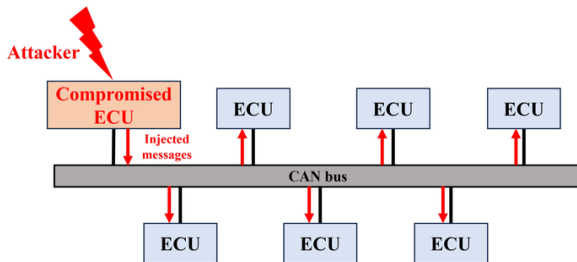 Attacker
Compromised
ECU
ECU
ECU
ECU
Injected
messages
CAN bus
ECU
ECU
ECU